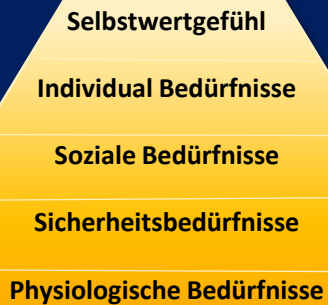 Selbstwertgefühl
Individual Bedürfnisse
Soziale Bedürfnisse
Sicherheitsbedürfnisse
Physiologische Bedürfnisse